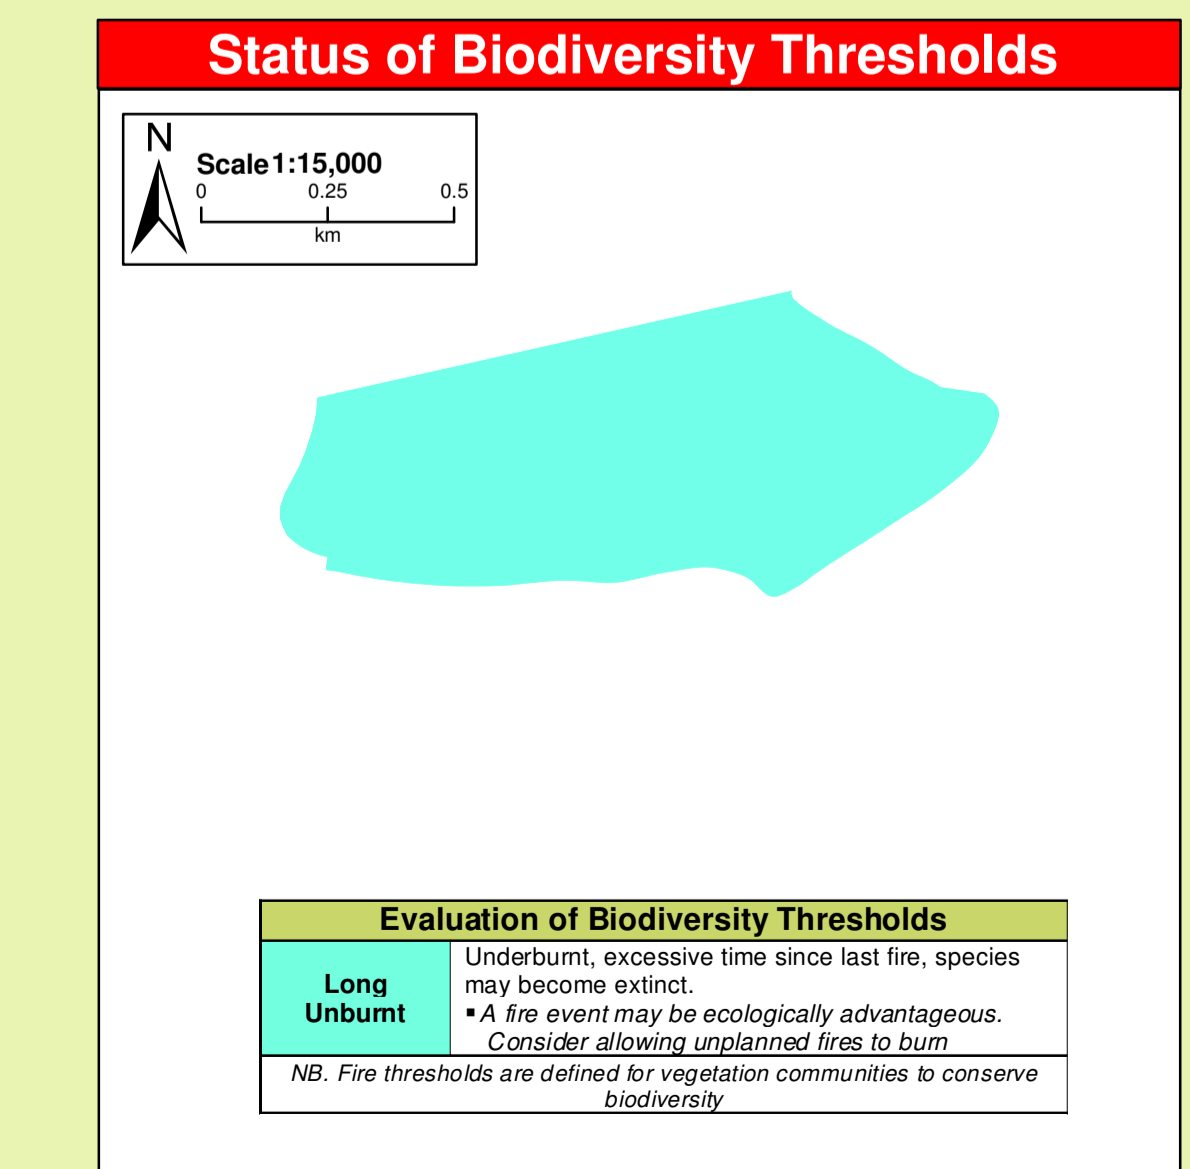 Status of Biodiversity Thresholds
N
Scale 1:15,000
0 0.25 0.5
km
Evaluation of Biodiversity Thresholds
Long
Unburnt
Underburnt, excessive time since last fire, species
may become extinct.
▪ A fire event may be ecologically advantageous.
Consider allowing unplanned fires to burn
NB. Fire thresholds are defined for vegetation communities to conserve
biodiversity